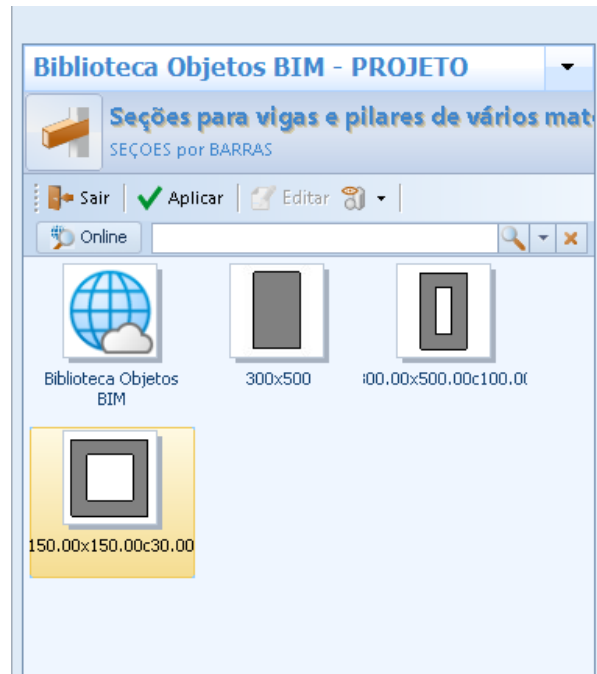 Biblioteca Objetos BIM - PROJETO
Seções para vigas e pilares de vários mat
SEÇOES por BARRAS
Sair Aplicar Editar
Online
Biblioteca Objetos BIM
300x500
00.00x500.00c100.0
150.00x150.00c30.00